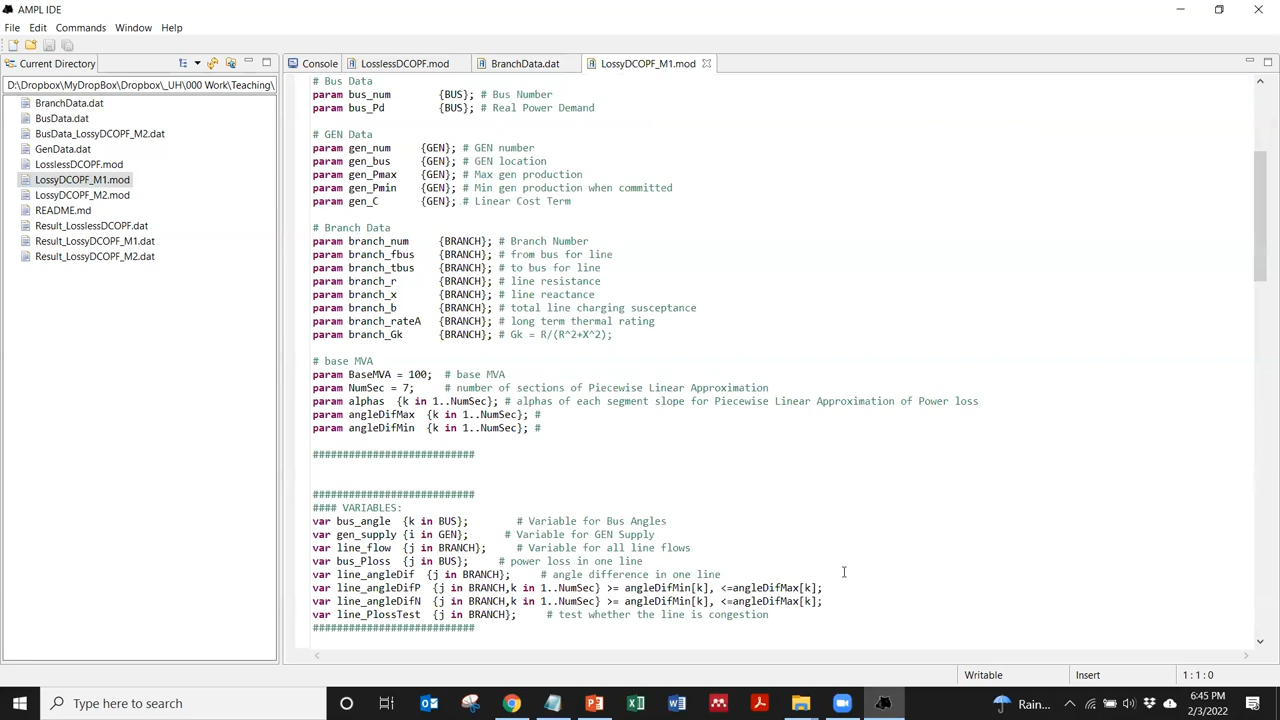 AMPL IDE
File Edit Commands Window Help
Current Directory
Console
LosslessDCOPF.mod
BranchData.dat
LossyDCOPF_M1.mod
D:\Dropbox\MyDropBox\Dropbox\_UH\000 Work\Teaching\
BranchData.dat
BusData.dat
BusData_LossyDCOPF_M2.dat
GenData.dat
LosslessDCOPF.mod
LossyDCOPF_M1.mod
LossyDCOPF_M2.mod
README.md
Result_LosslessDCOPF.dat
Result_LossyDCOPF_M1.dat
Result_LossyDCOPF_M2.dat
# Bus Data
param bus_num {BUS}; # Bus Number
param bus_Pd {BUS}; # Real Power Demand
# GEN Data
param gen_num {GEN}; # GEN number
param gen_bus {GEN}; # GEN location
param gen_Pmax {GEN}; # Max gen production
param gen_Pmin {GEN}; # Min gen production when committed
param gen_C {GEN}; # Linear Cost Term
# Branch Data
param branch_num {BRANCH}; # Branch Number
param branch_fbus {BRANCH}; # from bus for line
param branch_tbus {BRANCH}; # to bus for line
param branch_r {BRANCH}; # line resistance
param branch_x {BRANCH}; # line reactance
param branch_b {BRANCH}; # total line charging susceptance
param branch_rateA {BRANCH}; # long term thermal rating
param branch_Gk {BRANCH}; # Gk = R/(R^2+X^2);
# base MVA
param BaseMVA = 100; # base MVA
param NumSec = 7; # number of sections of Piecewise Linear Approximation
param alphas {k in 1..NumSec}; # alphas of each segment slope for Piecewise Linear Approximation of Power loss
param angleDifMax {k in 1..NumSec}; #
param angleDifMin {k in 1..NumSec}; #
###########################
###########################
#### VARIABLES:
var bus_angle {k in BUS}; # Variable for Bus Angles
var gen_supply {i in GEN}; # Variable for GEN Supply
var line_flow {j in BRANCH}; # Variable for all line flows
var bus_Ploss {j in BUS}; # power loss in one line
var line_angleDif {j in BRANCH}; # angle difference in one line
var line_angleDifP {j in BRANCH,k in 1..NumSec} >= angleDifMin[k], <=angleDifMax[k];
var line_angleDifN {j in BRANCH,k in 1..NumSec} >= angleDifMin[k], <=angleDifMax[k];
var line_PlossTest {j in BRANCH}; # test whether the line is congestion
###########################
Writable Insert 1:1:0
Type here to search
Rain...
6:45 PM
2/3/2022